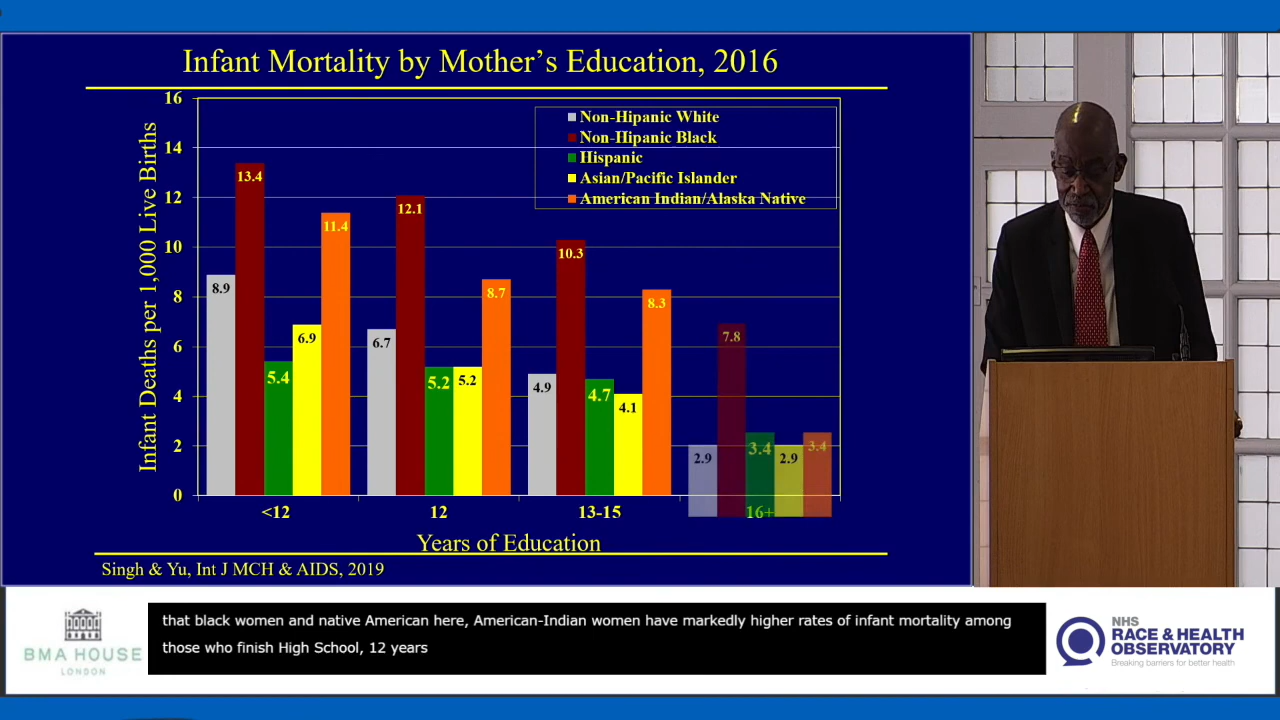 Infant Mortality by Mother's Education, 2016
Infant Deaths per 1,000 Live Births
16
14
12
10
8
6
4
2
0
Non-Hipanic White
Non-Hipanic Black
Hispanic
Asian/Pacific Islander
American Indian/Alaska Native
8.9
13.4
5.4
6.9
11.4
6.7
12.1
5.2
5.2
8.7
4.9
10.3
4.7
4.1
8.3
2.9
7.8
3.4
2.9
3.4
<12
12
13-15
16+
Years of Education
Singh & Yu, Int J MCH & AIDS, 2019
BMA HOUSE
LONDON
that black women and native American here, American-Indian women have markedly higher rates of infant mortality among
those who finish High School, 12 years
NHS
RACE & HEALTH
OBSERVATORY
Breaking barriers for better health